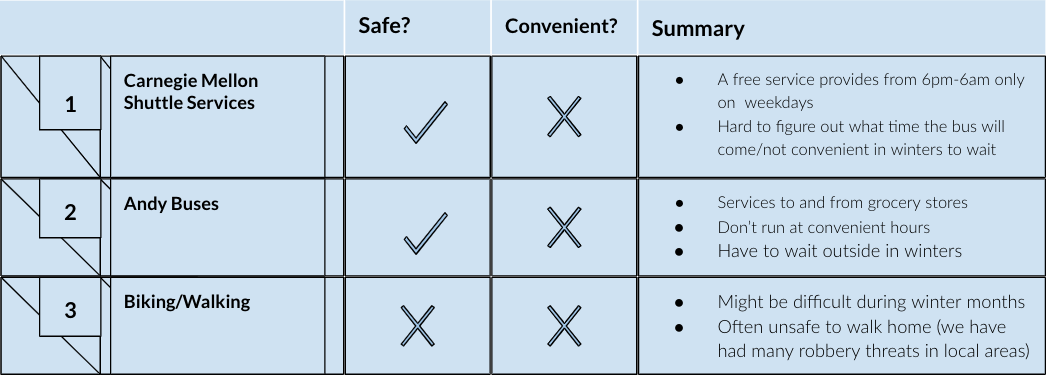 Safe? Convenient? Summary
1
Carnegie Mellon
Shuttle Services
● A free service provides from 6pm-6am only
on weekdays
● Hard to figure out what time the bus will
come/not convenient in winters to wait
2
Andy Buses
● Services to and from grocery stores
● Don't run at convenient hours
● Have to wait outside in winters
3
Biking/Walking
● Might be difficult during winter months
● Often unsafe to walk home (we have
had many robbery threats in local areas)